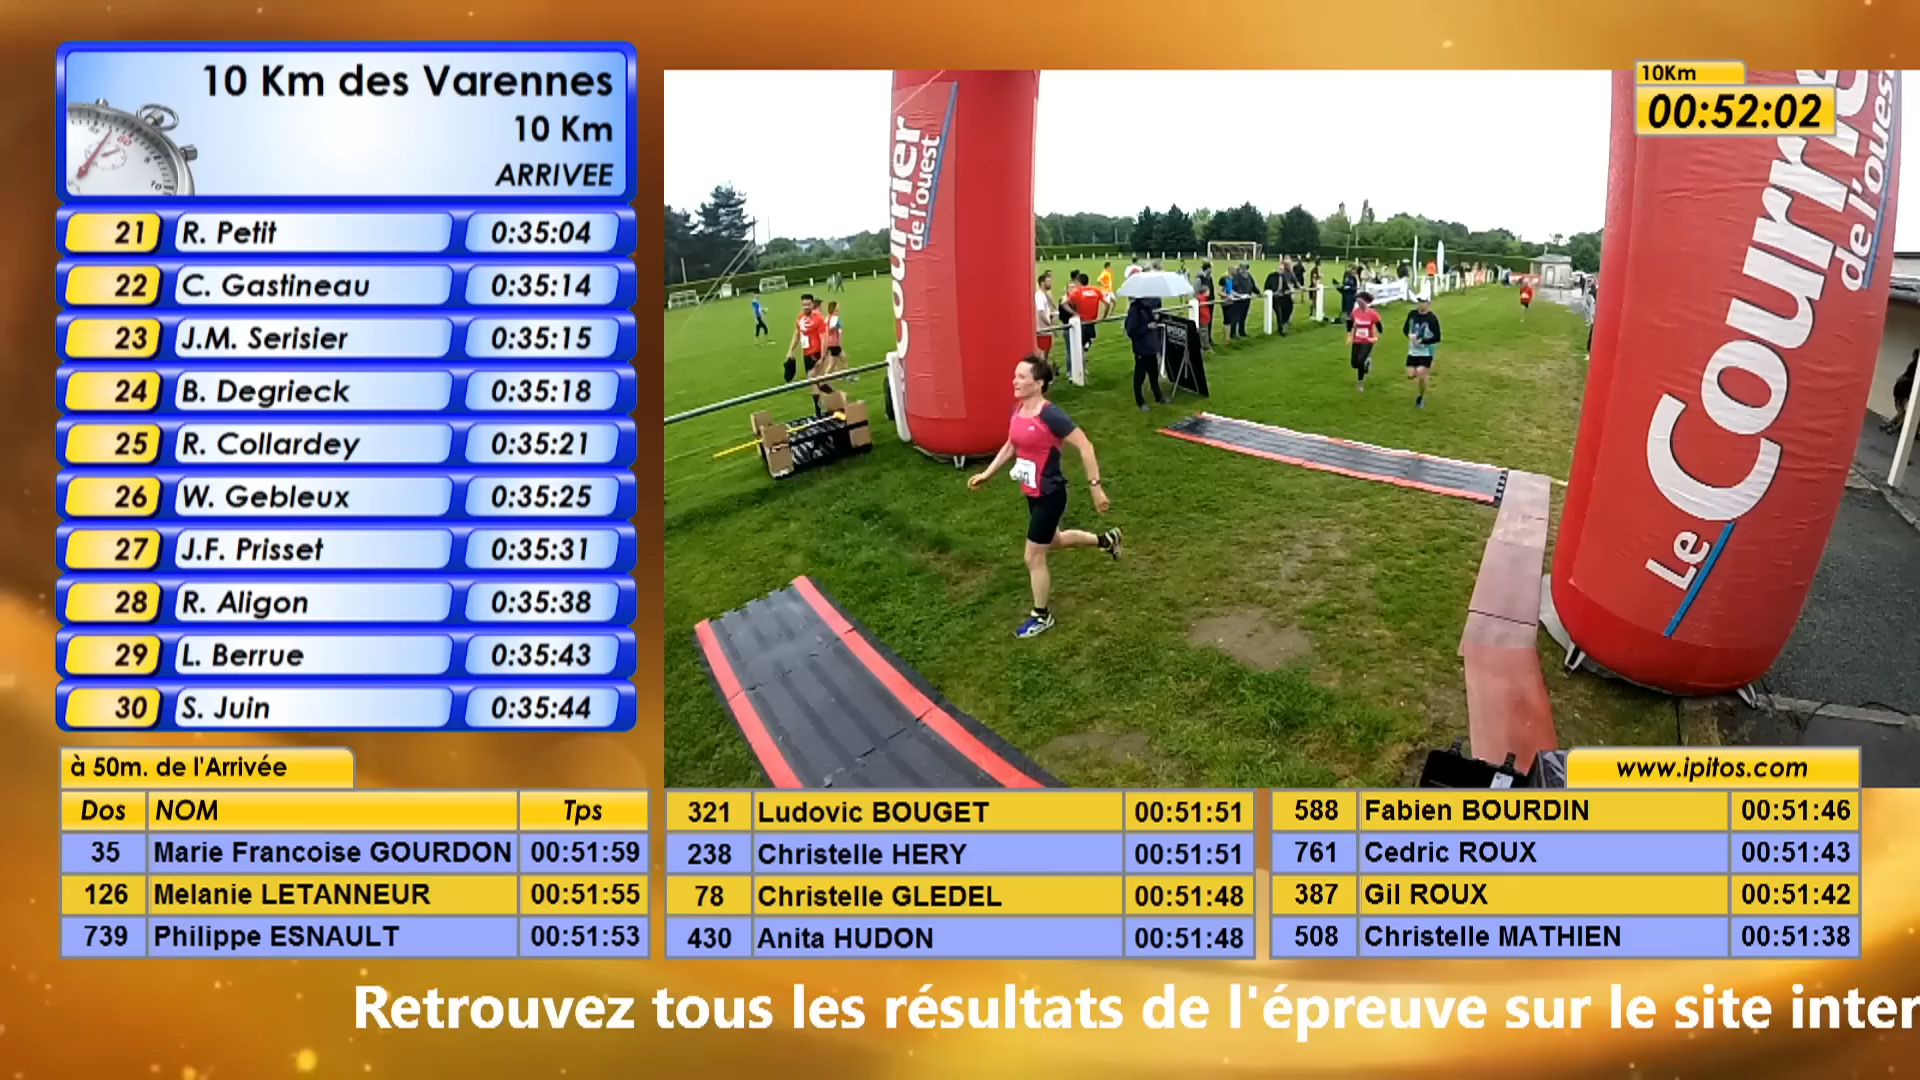 10 Km des Varennes
10 Km
ARRIVEE
21 R. Petit 0:35:04
22 C. Gastineau 0:35:14
23 J.M. Serisier 0:35:15
24 B. Degrieck 0:35:18
25 R. Collardey 0:35:21
26 W. Gebleux 0:35:25
27 J.F. Prisset 0:35:31
28 R. Aligon 0:35:38
29 L. Berrue 0:35:43
30 S. Juin 0:35:44
10Km
00:52:02
Courrier
de l'ouest
Le Courrie
de l'ouest
www.ipitos.com
à 50m. de l'Arrivée
Dos NOM Tps
35 Marie Francoise GOURDON 00:51:59
126 Melanie LETANNEUR 00:51:55
739 Philippe ESNAULT 00:51:53
321 Ludovic BOUGET 00:51:51
238 Christelle HERY 00:51:51
78 Christelle GLEDEL 00:51:48
430 Anita HUDON 00:51:48
588 Fabien BOURDIN 00:51:46
761 Cedric ROUX 00:51:43
387 Gil ROUX 00:51:42
508 Christelle MATHIEN 00:51:38
Retrouvez tous les résultats de l'épreuve sur le site inter